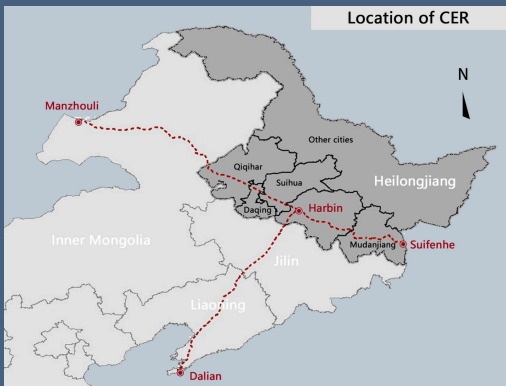 Location of CER
N
Manzhouli
Other cities
Qiqihar
Suihua
Heilongjiang
Daqing
Harbin
Inner Mongolia
Mudanjiang
Suifenhe
Jilin
Liaoning
Dalian